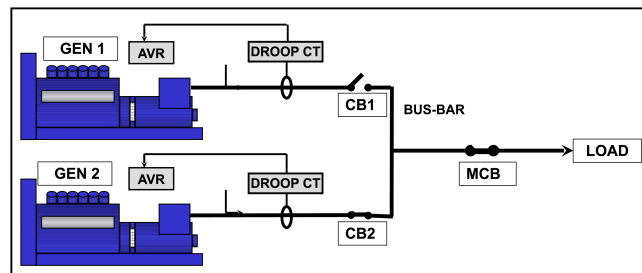 GEN 1
AVR
DROOP CT
CB1
BUS-BAR
GEN 2
AVR
DROOP CT
CB2
MCB
LOAD